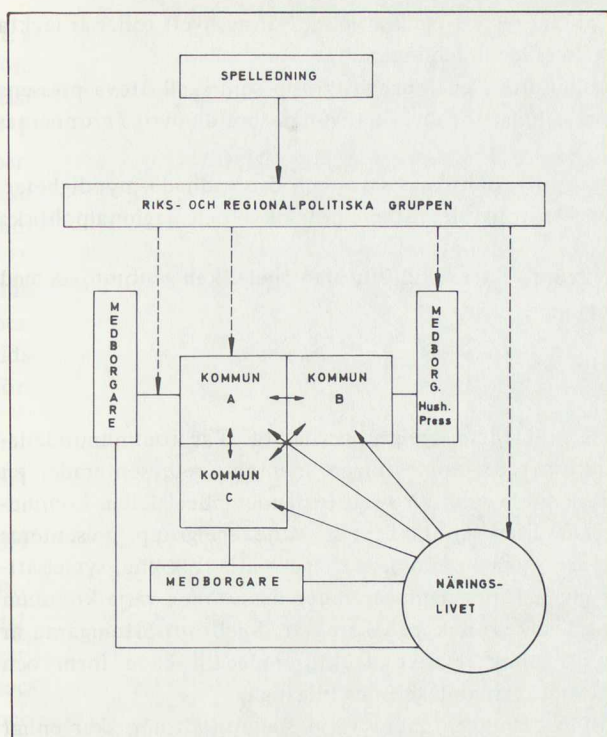 SPELLEDNING
RIKS- OCH REGIONALPOLITISKA GRUPPEN
MEDBORGARE
MEDBORG.
Hush.
Press
KOMMUN
A
KOMMUN
B
KOMMUN
C
MEDBORGARE
NÄRINGS-
LIVET